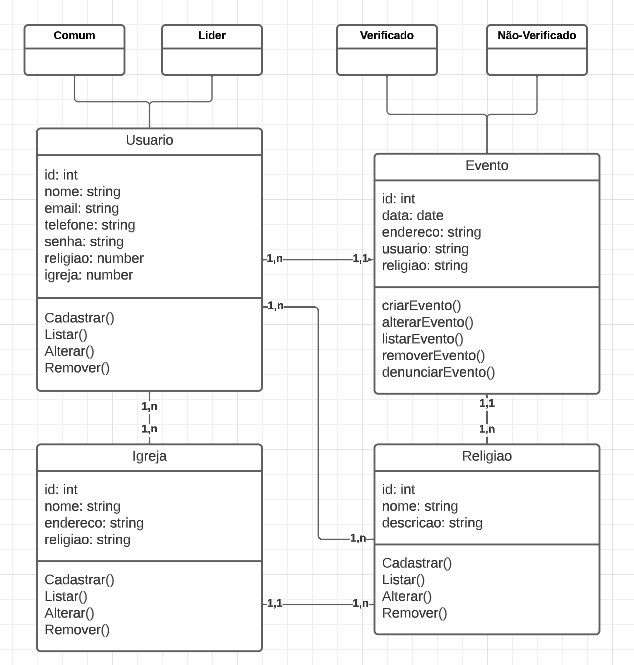 Comum
Lider
Verificado
Não-Verificado
Usuario
id: int
nome: string
email: string
telefone: string
senha: string
religiao: number
igreja: number
Cadastrar()
Listar()
Alterar()
Remover()
Evento
id: int
data: date
endereco: string
usuario: string
religiao: string
criarEvento()
alterarEvento()
listarEvento()
removerEvento()
denunciarEvento()
1,n
1,1
1,n
1,n
1,n
1,n
1,1
1,n
Igreja
id: int
nome: string
endereco: string
religiao: string
Cadastrar()
Listar()
Alterar()
Remover()
Religiao
id: int
nome: string
descricao: string
Cadastrar()
Listar()
Alterar()
Remover()
1,1
1,n